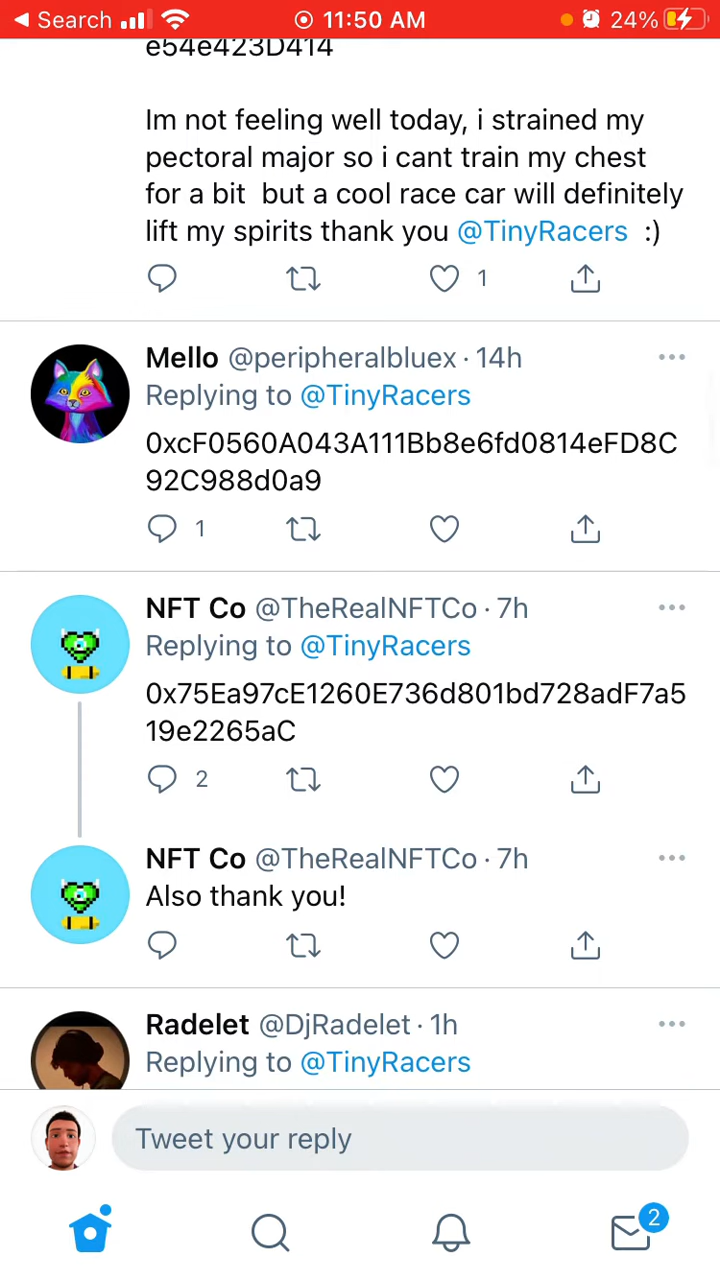 Search 11:50 AM 24%
e54e423D414
Im not feeling well today, i strained my
pectoral major so i cant train my chest
for a bit but a cool race car will definitely
lift my spirits thank you @TinyRacers :)
1
Mello @peripheralbluex · 14h
Replying to @TinyRacers
0xcF0560A043A111Bb8e6fd0814eFD8C
92C988d0a9
1
NFT Co @TheRealNFTCo · 7h
Replying to @TinyRacers
0x75Ea97cE1260E736d801bd728adF7a5
19e2265aC
2
NFT Co @TheRealNFTCo · 7h
Also thank you!
Radelet @DjRadelet · 1h
Replying to @TinyRacers
Tweet your reply
2